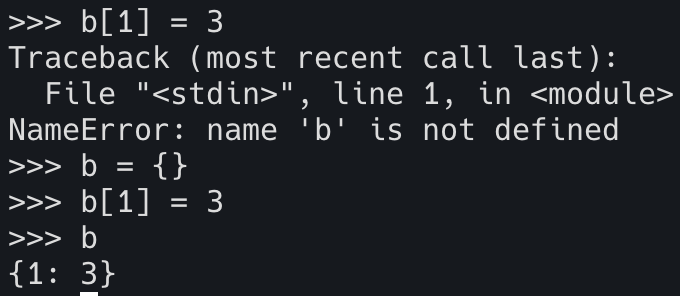 >>> b[1] = 3
Traceback (most recent call last):
  File "<stdin>", line 1, in <module>
NameError: name 'b' is not defined
>>> b = {}
>>> b[1] = 3
>>> b
{1: 3}